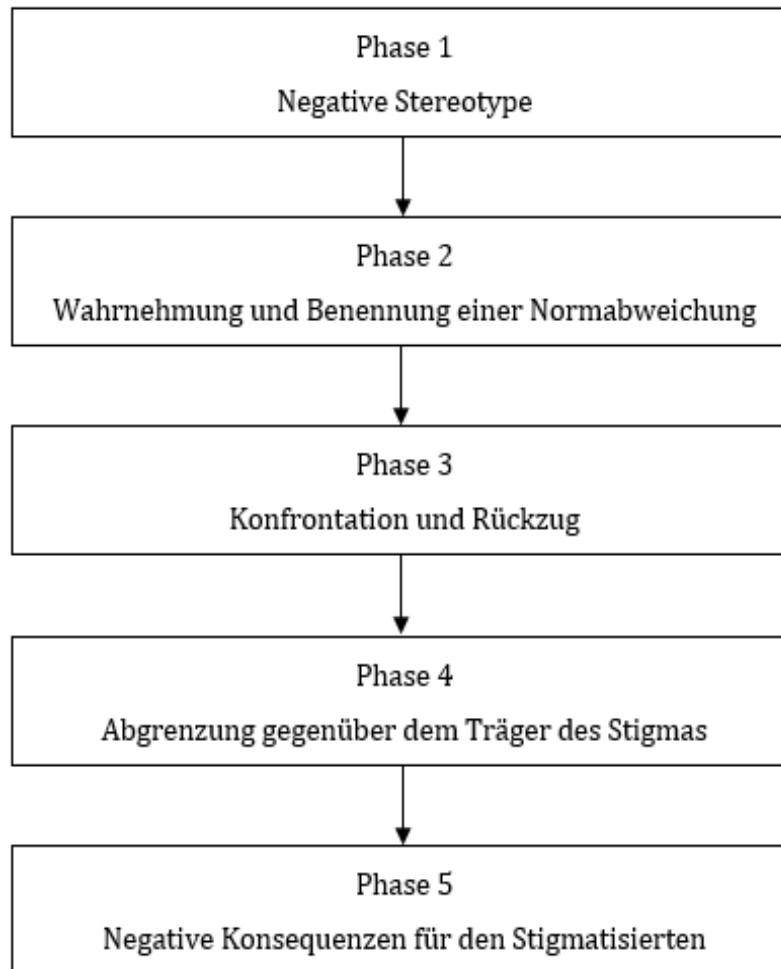 Phase 1
Negative Stereotype
Phase 2
Wahrnehmung und Benennung einer Normabweichung
Phase 3
Konfrontation und Rückzug
Phase 4
Abgrenzung gegenüber dem Träger des Stigmas
Phase 5
Negative Konsequenzen für den Stigmatisierten